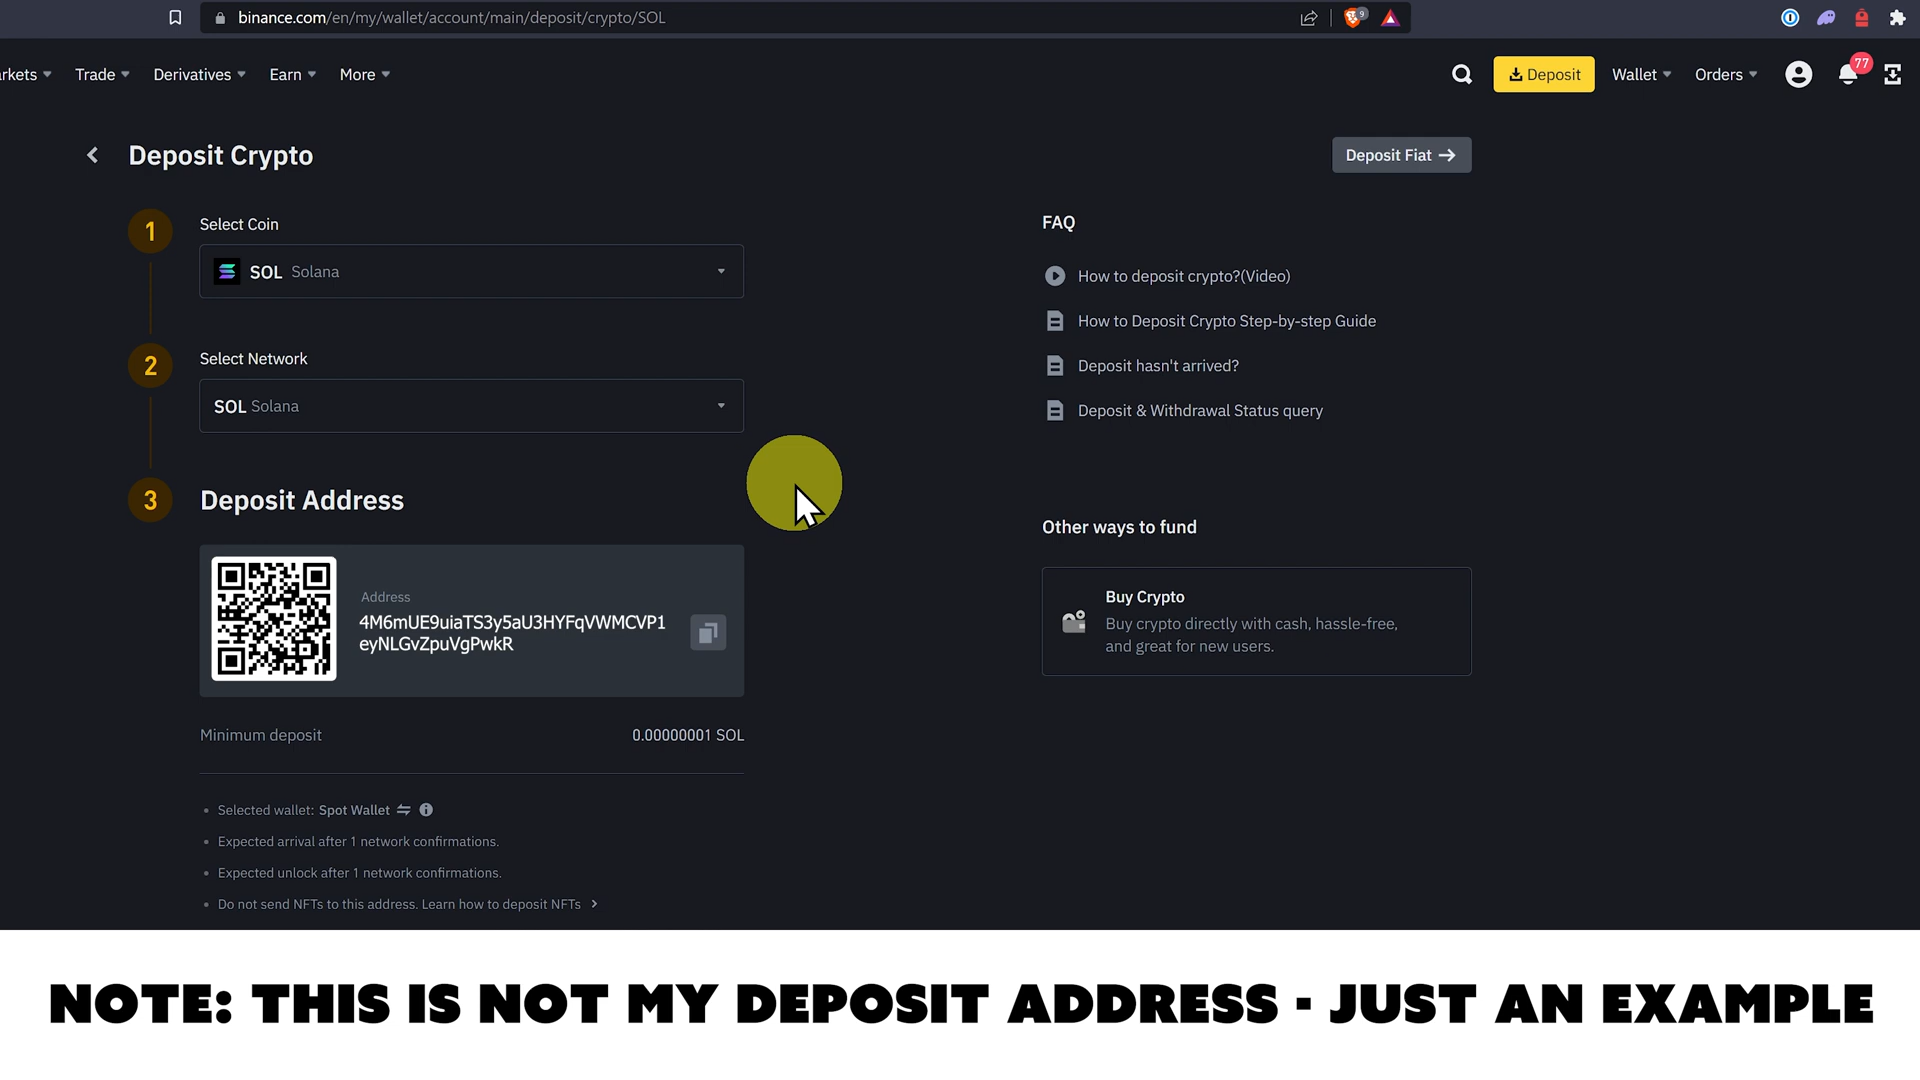 binance.com/en/my/wallet/account/main/deposit/crypto/SOL
9
rkets
Trade
Derivatives
Earn
More
Deposit
Wallet
Orders
77
Deposit Crypto
Deposit Fiat
1
Select Coin
SOL Solana
2
Select Network
SOL Solana
3
Deposit Address
Address
4M6mUE9uiaTS3y5aU3HYFqVWMCVP1
eyNLGvZpuVgPwkR
Minimum deposit
0.00000001 SOL
Selected wallet: Spot Wallet
Expected arrival after 1 network confirmations.
Expected unlock after 1 network confirmations.
Do not send NFTs to this address. Learn how to deposit NFTs
FAQ
How to deposit crypto?(Video)
How to Deposit Crypto Step-by-step Guide
Deposit hasn't arrived?
Deposit & Withdrawal Status query
Other ways to fund
Buy Crypto
Buy crypto directly with cash, hassle-free,
and great for new users.
NOTE: THIS IS NOT MY DEPOSIT ADDRESS - JUST AN EXAMPLE